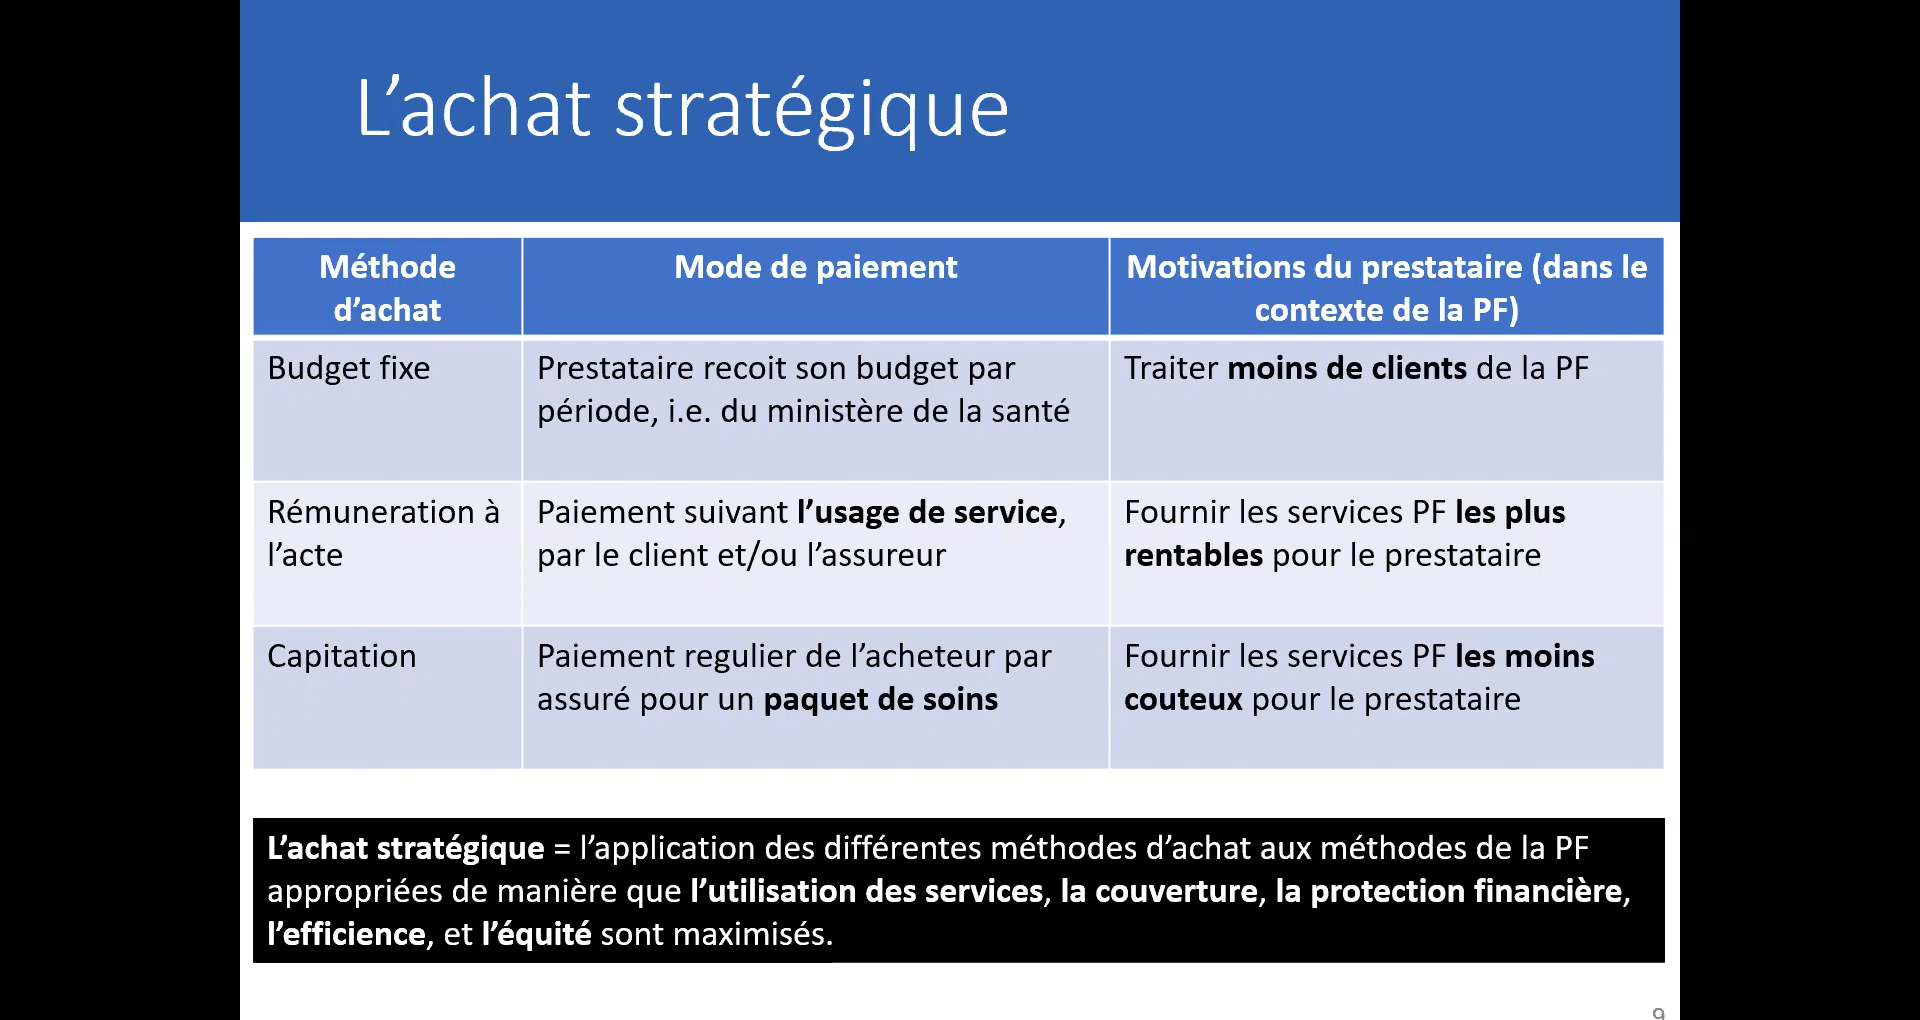 L’achat stratégique
Méthode
d’achat
Mode de paiement
Motivations du prestataire (dans le
contexte de la PF)
Budget fixe
Prestataire recoit son budget par
période, i.e. du ministère de la santé
Traiter moins de clients de la PF
Rémuneration à
l’acte
Paiement suivant l’usage de service,
par le client et/ou l’assureur
Fournir les services PF les plus
rentables pour le prestataire
Capitation
Paiement regulier de l’acheteur par
assuré pour un paquet de soins
Fournir les services PF les moins
couteux pour le prestataire
L’achat stratégique = l’application des différentes méthodes d’achat aux méthodes de la PF
appropriées de manière que l’utilisation des services, la couverture, la protection financière,
l’efficience, et l’équité sont maximisés.
9